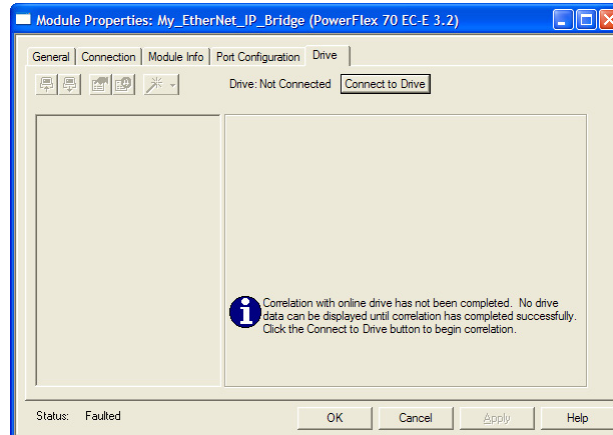 Module Properties: My_EtherNet_IP_Bridge (PowerFlex 70 EC-E 3.2)
General Connection Module Info Port Configuration Drive
Drive: Not Connected Connect to Drive
Correlation with online drive has not been completed. No drive
data can be displayed until correlation has completed successfully.
Click the Connect to Drive button to begin correlation.
Status: Faulted OK Cancel Apply Help